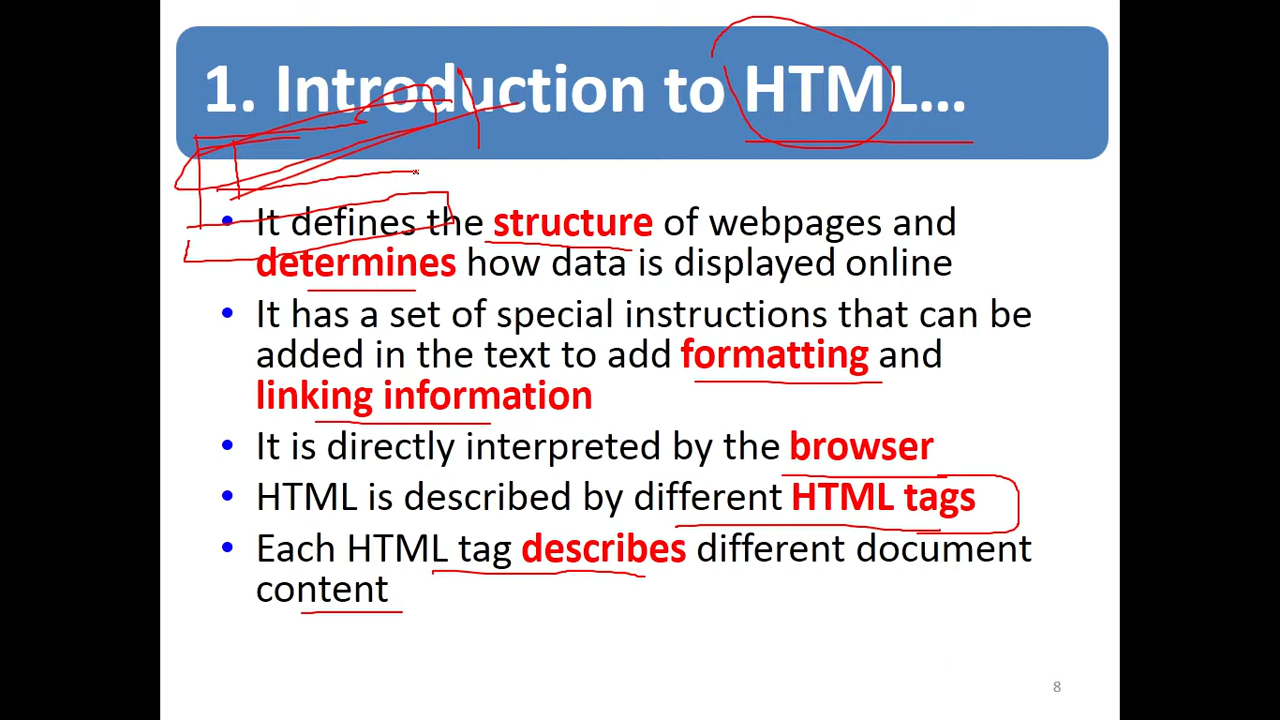 1. Introduction to HTML…
• It defines the structure of webpages and
determines how data is displayed online
• It has a set of special instructions that can be
added in the text to add formatting and
linking information
• It is directly interpreted by the browser
• HTML is described by different HTML tags
• Each HTML tag describes different document
content
8